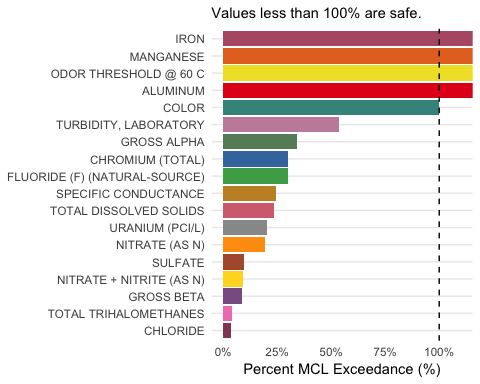 Values less than 100% are safe.
IRON
MANGANESE
ODOR THRESHOLD @ 60 C
ALUMINUM
COLOR
TURBIDITY, LABORATORY
GROSS ALPHA
CHROMIUM (TOTAL)
FLUORIDE (F) (NATURAL-SOURCE)
SPECIFIC CONDUCTANCE
TOTAL DISSOLVED SOLIDS
URANIUM (PCI/L)
NITRATE (AS N)
SULFATE
NITRATE + NITRITE (AS N)
GROSS BETA
TOTAL TRIHALOMETHANES
CHLORIDE
0% 25% 50% 75% 100%
Percent MCL Exceedance (%)